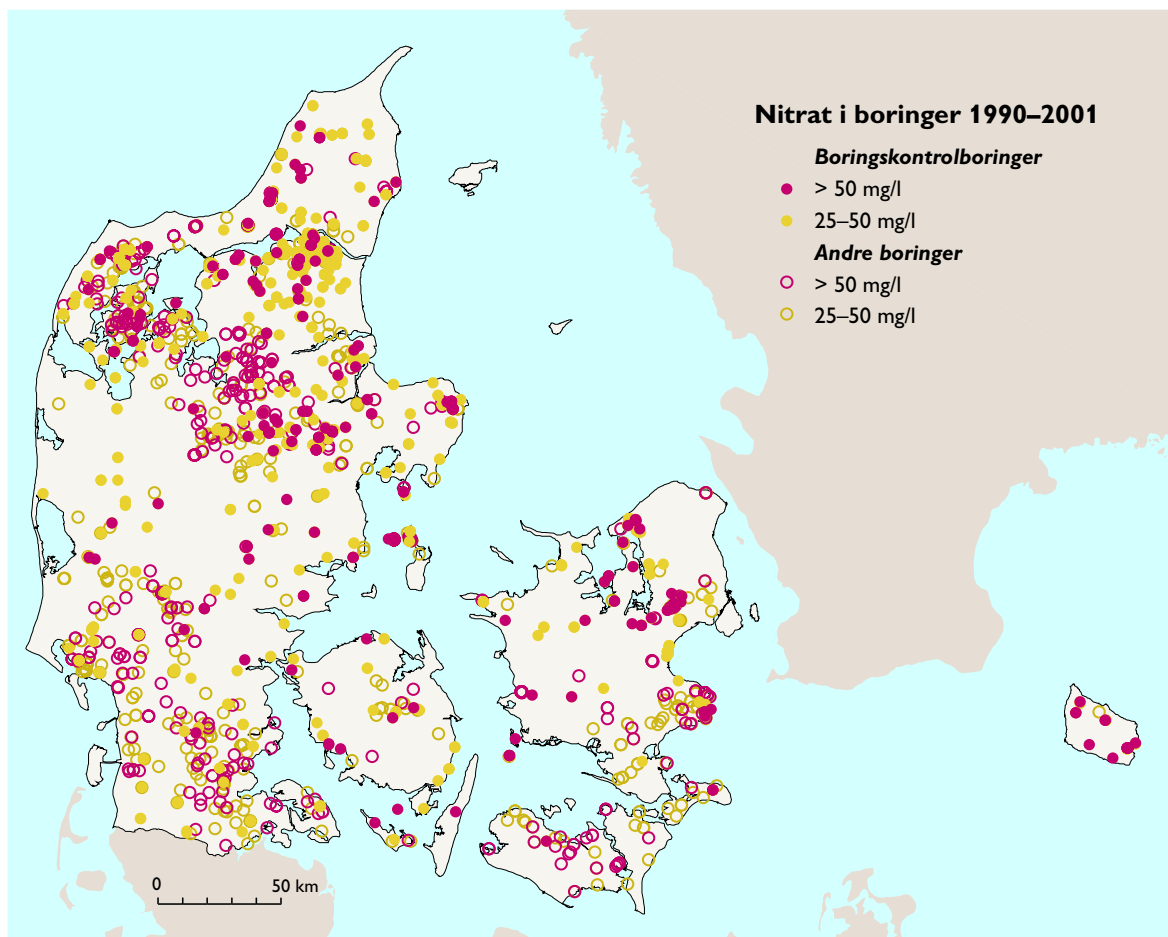 Nitrat i boringer 1990–2001
Boringskontrolboringer
> 50 mg/l
25–50 mg/l
Andre boringer
> 50 mg/l
25–50 mg/l
0 50 km